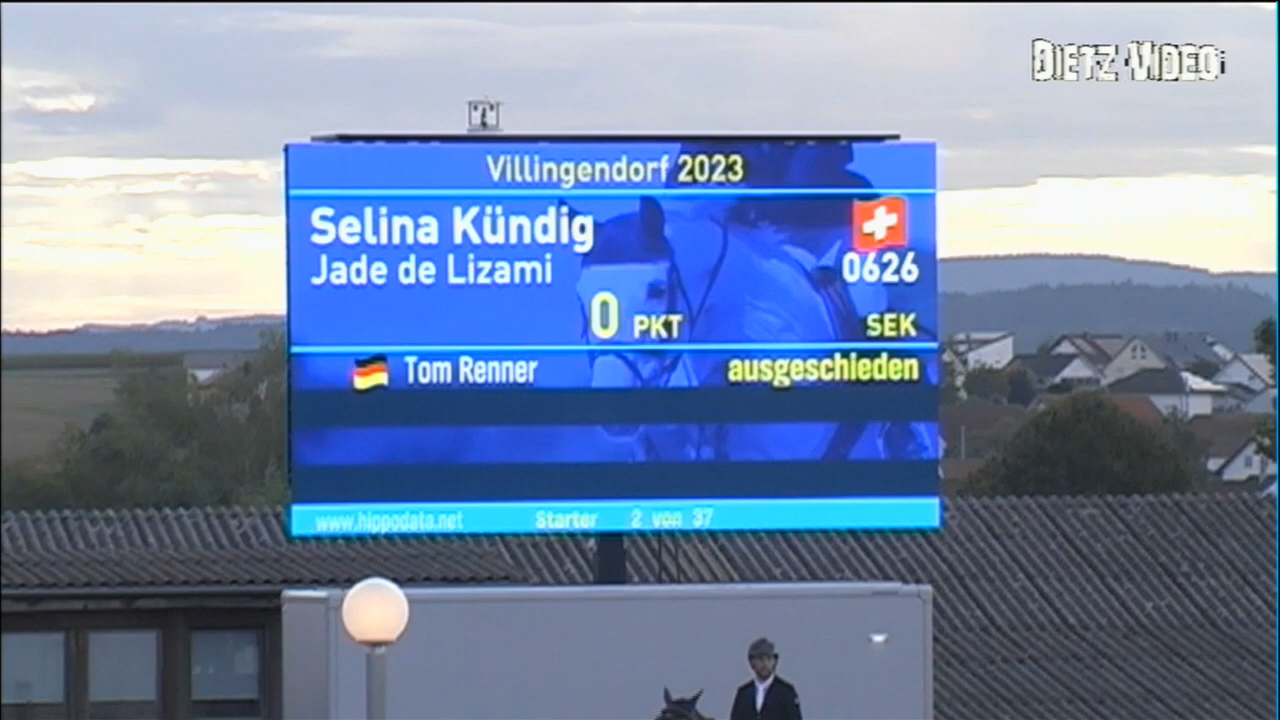 DIETZ VIDEO
Villingendorf 2023
Selina Kündig
Jade de Lizami
0626
0 PKT
SEK
Tom Renner
ausgeschieden
www.hippodata.net Starter 2 von 37